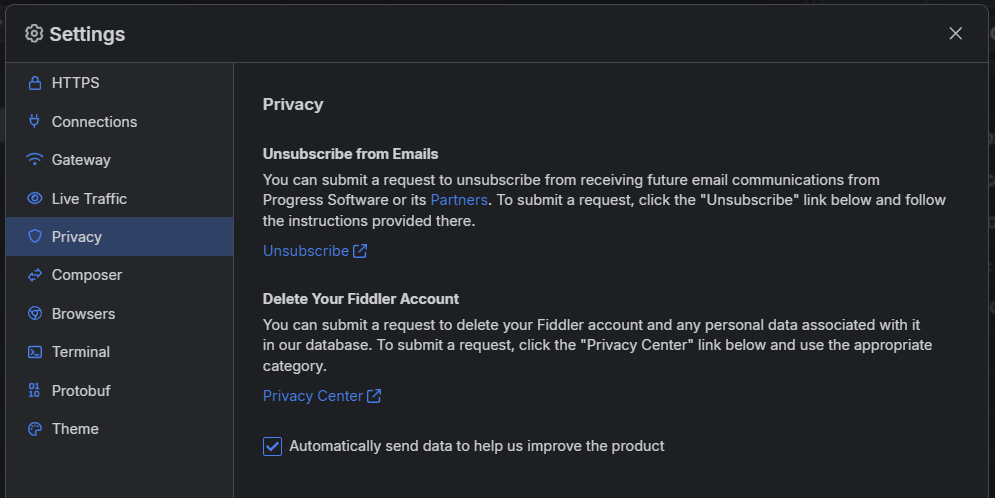 Settings
HTTPS
Connections
Gateway
Live Traffic
Privacy
Composer
Browsers
Terminal
Protobuf
Theme
Privacy
Unsubscribe from Emails
You can submit a request to unsubscribe from receiving future email communications from
Progress Software or its Partners. To submit a request, click the "Unsubscribe" link below and follow
the instructions provided there.
Unsubscribe
Delete Your Fiddler Account
You can submit a request to delete your Fiddler account and any personal data associated with it
in our database. To submit a request, click the "Privacy Center" link below and use the appropriate
category.
Privacy Center
Automatically send data to help us improve the product